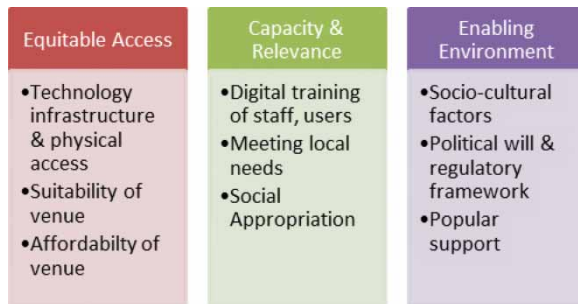 Equitable Access
•Technology
infrastructure
& physical
access
•Suitability of
venue
•Affordabilty of
venue
Capacity &
Relevance
•Digital training
of staff, users
•Meeting local
needs
•Social
Appropriation
Enabling
Environment
•Socio-cultural
factors
•Political will &
regulatory
framework
•Popular
support